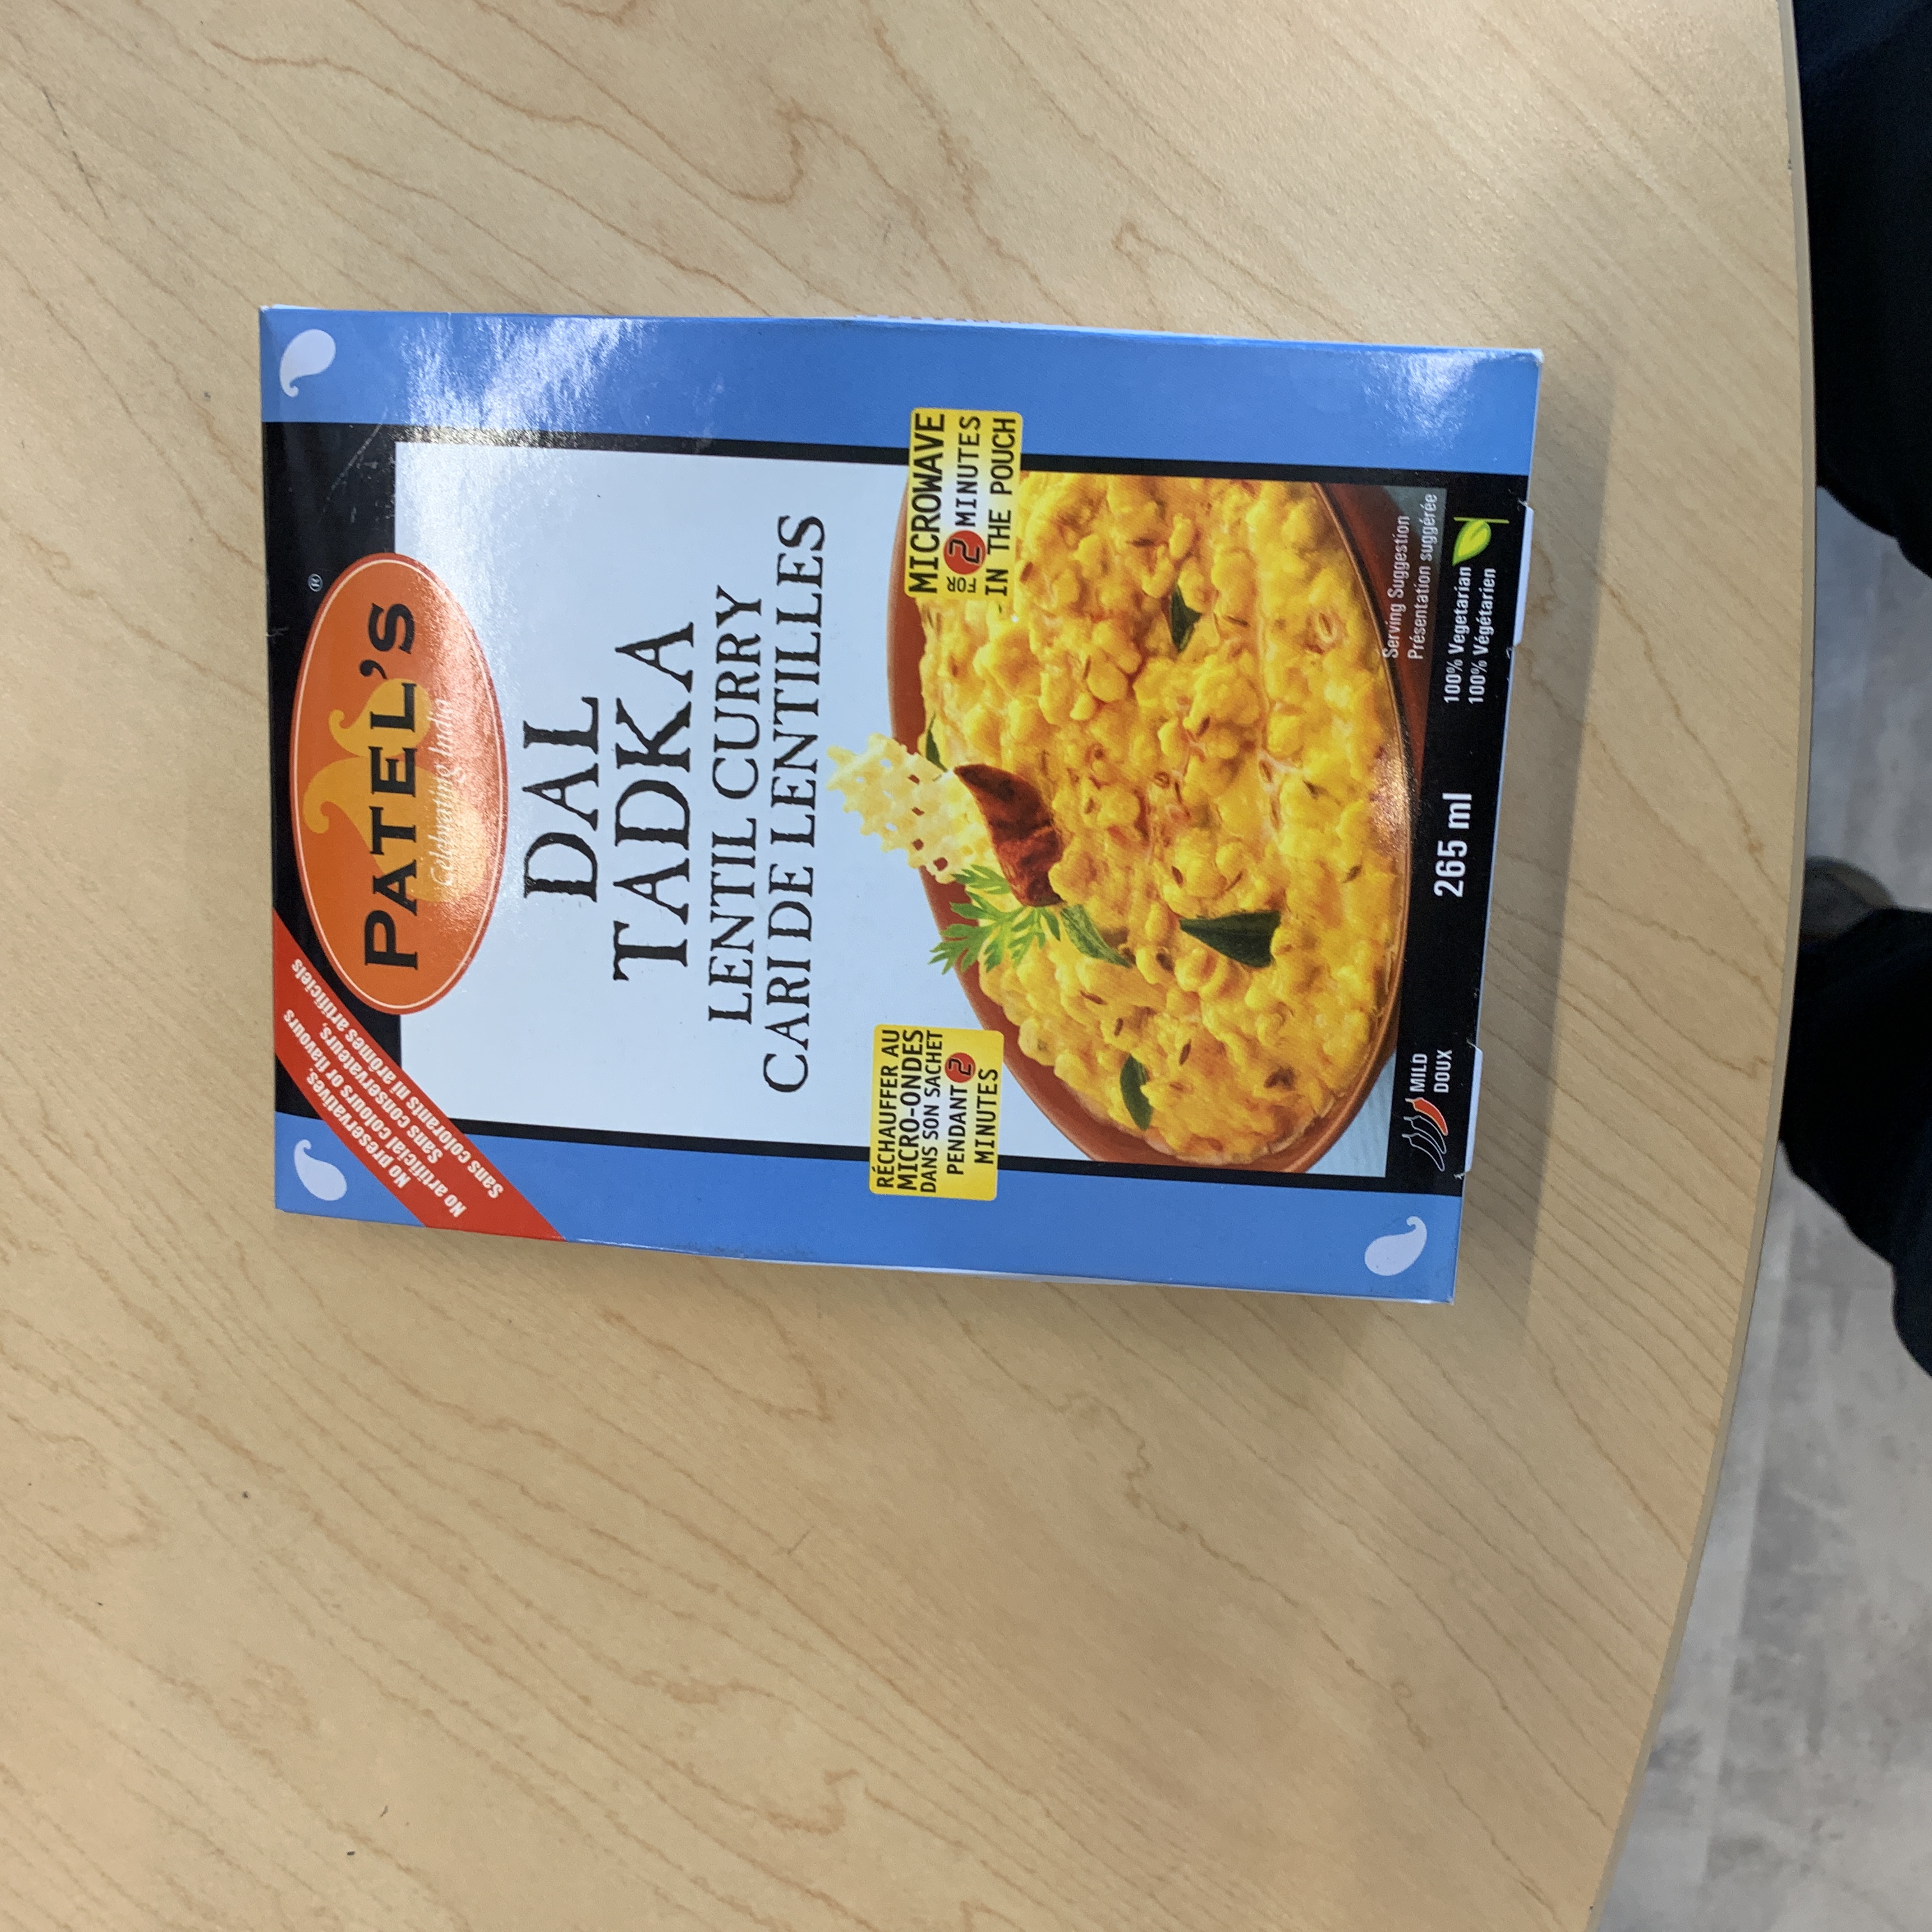 No preservatives.
No artificial colours or flavours
Sans conservateurs,
Sans colorants ni arômes artificiels
PATEL'S
®
Celebrating India
DAL
TADKA
LENTIL CURRY
CARI DE LENTILLES
RÉCHAUFFER AU
MICRO-ONDES
DANS SON SACHET
PENDANT 2
MINUTES
MICROWAVE
FOR 2 MINUTES
IN THE POUCH
Serving Suggestion
Présentation suggérée
MILD
DOUX
265 ml
100% Vegetarian
100% Végétarien